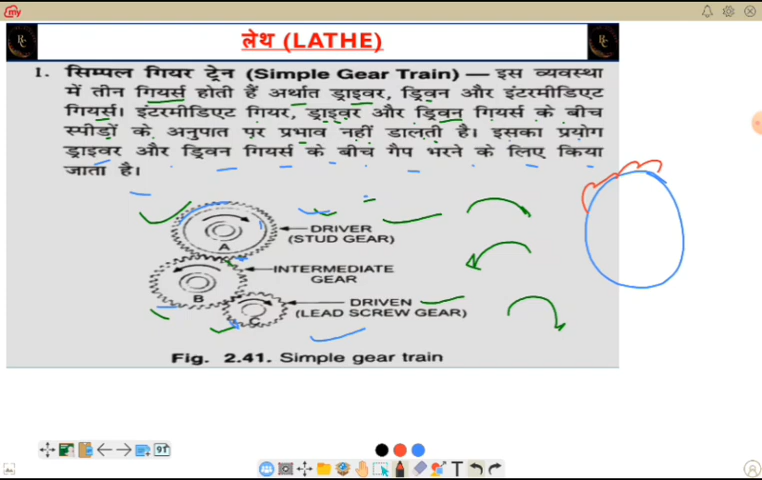 my
लेथ (LATHE)
1. सिम्पल गियर ट्रेन (Simple Gear Train) — इस व्यवस्था
में तीन गियर्स होती हैं अर्थात ड्राइवर, ड्रिवन और इंटरमीडिएट
गियर्स। इंटरमीडिएट गियर, ड्राइवर और ड्रिवन गियर्स के बीच
स्पीडों के अनुपात पर प्रभाव नहीं डालती है। इसका प्रयोग
ड्राइवर और ड्रिवन गियर्स के बीच गैप भरने के लिए किया
जाता है।
A
DRIVER
(STUD GEAR)
INTERMEDIATE
GEAR
B
DRIVEN
(LEAD SCREW GEAR)
C
Fig. 2.41. Simple gear train
91
T